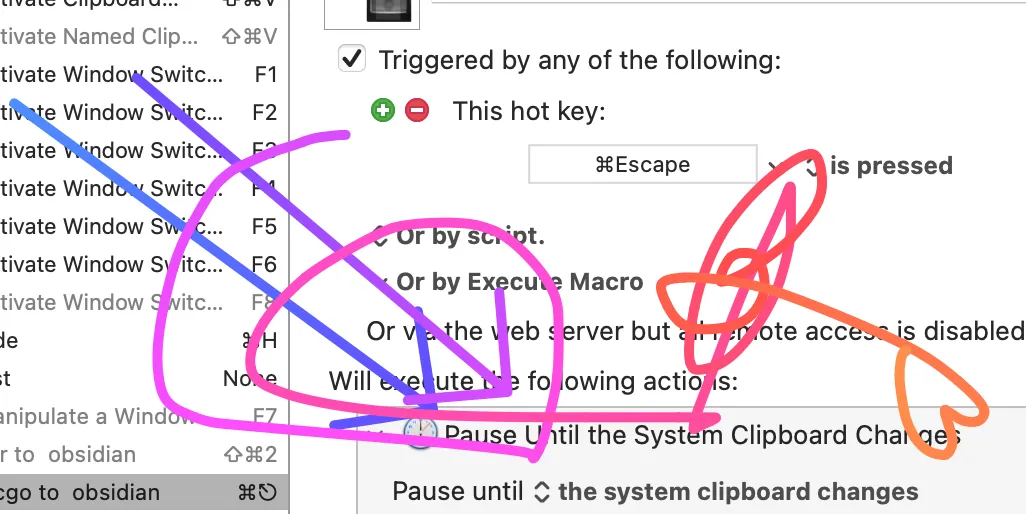 tivate Clipboard... ⇧⌘V
tivate Named Clip... ⇧⌘V
tivate Window Switc... F1
tivate Window Switc... F2
tivate Window Switc... F3
tivate Window Switc... F4
tivate Window Switc... F5
tivate Window Switc... F6
tivate Window Switc... F8
de ⌘H
st None
anipulate a Window F7
r to obsidian ⇧⌘2
cgo to obsidian ⌘⎋
Triggered by any of the following:
This hot key:
⌘Escape
is pressed
Or by script.
Or by Execute Macro
Or via the web server but all remote access is disabled
Will execute the following actions:
Pause Until the System Clipboard Changes
Pause until the system clipboard changes